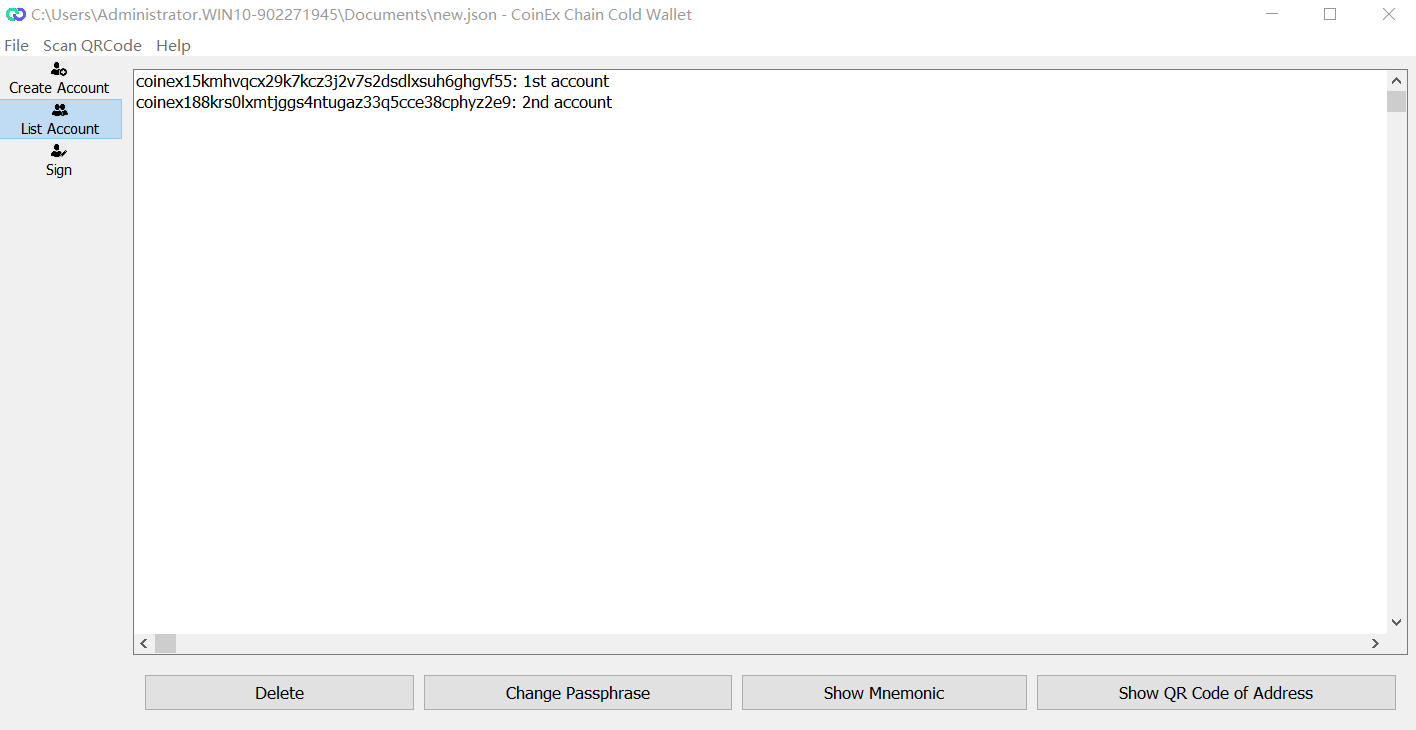 C:\Users\Administrator.WIN10-902271945\Documents\new.json - CoinEx Chain Cold Wallet
File Scan QRCode Help
Create Account
List Account
Sign
coinex15kmhvqcx29k7kcz3j2v7s2dsdlxsuh6ghgvf55: 1st account
coinex188krs0lxmtjggs4ntugaz33q5cce38cphyz2e9: 2nd account
Delete Change Passphrase Show Mnemonic Show QR Code of Address